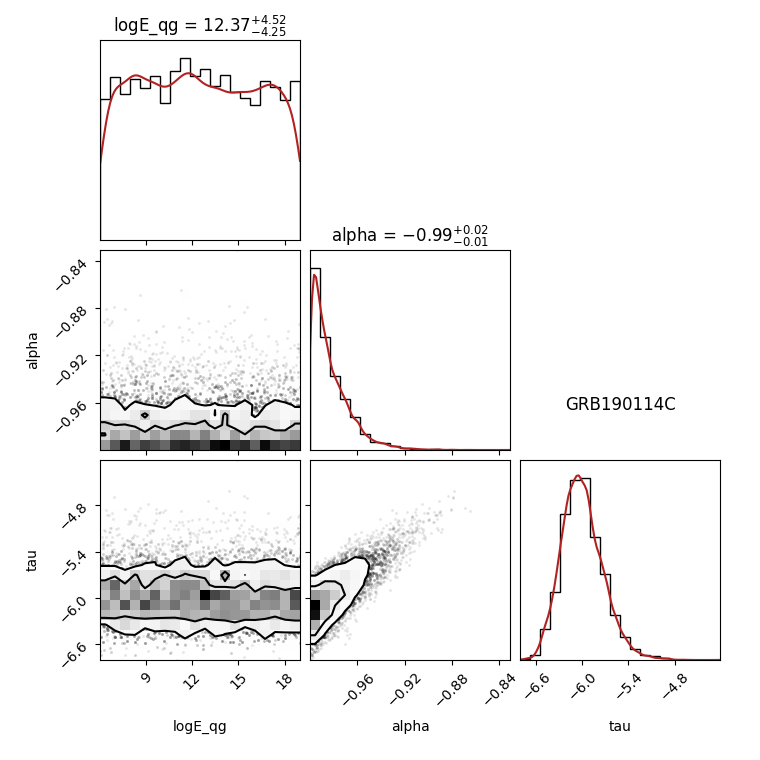 logE_qg = 12.37+4.52 −4.25
alpha = −0.99+0.02 −0.01
GRB190114C
alpha
−0.84
−0.88
−0.92
−0.96
tau
−4.8
−5.4
−6.0
−6.6
9 12 15 18
−0.96 −0.92 −0.88 −0.84
−6.6 −6.0 −5.4 −4.8
logE_qg alpha tau